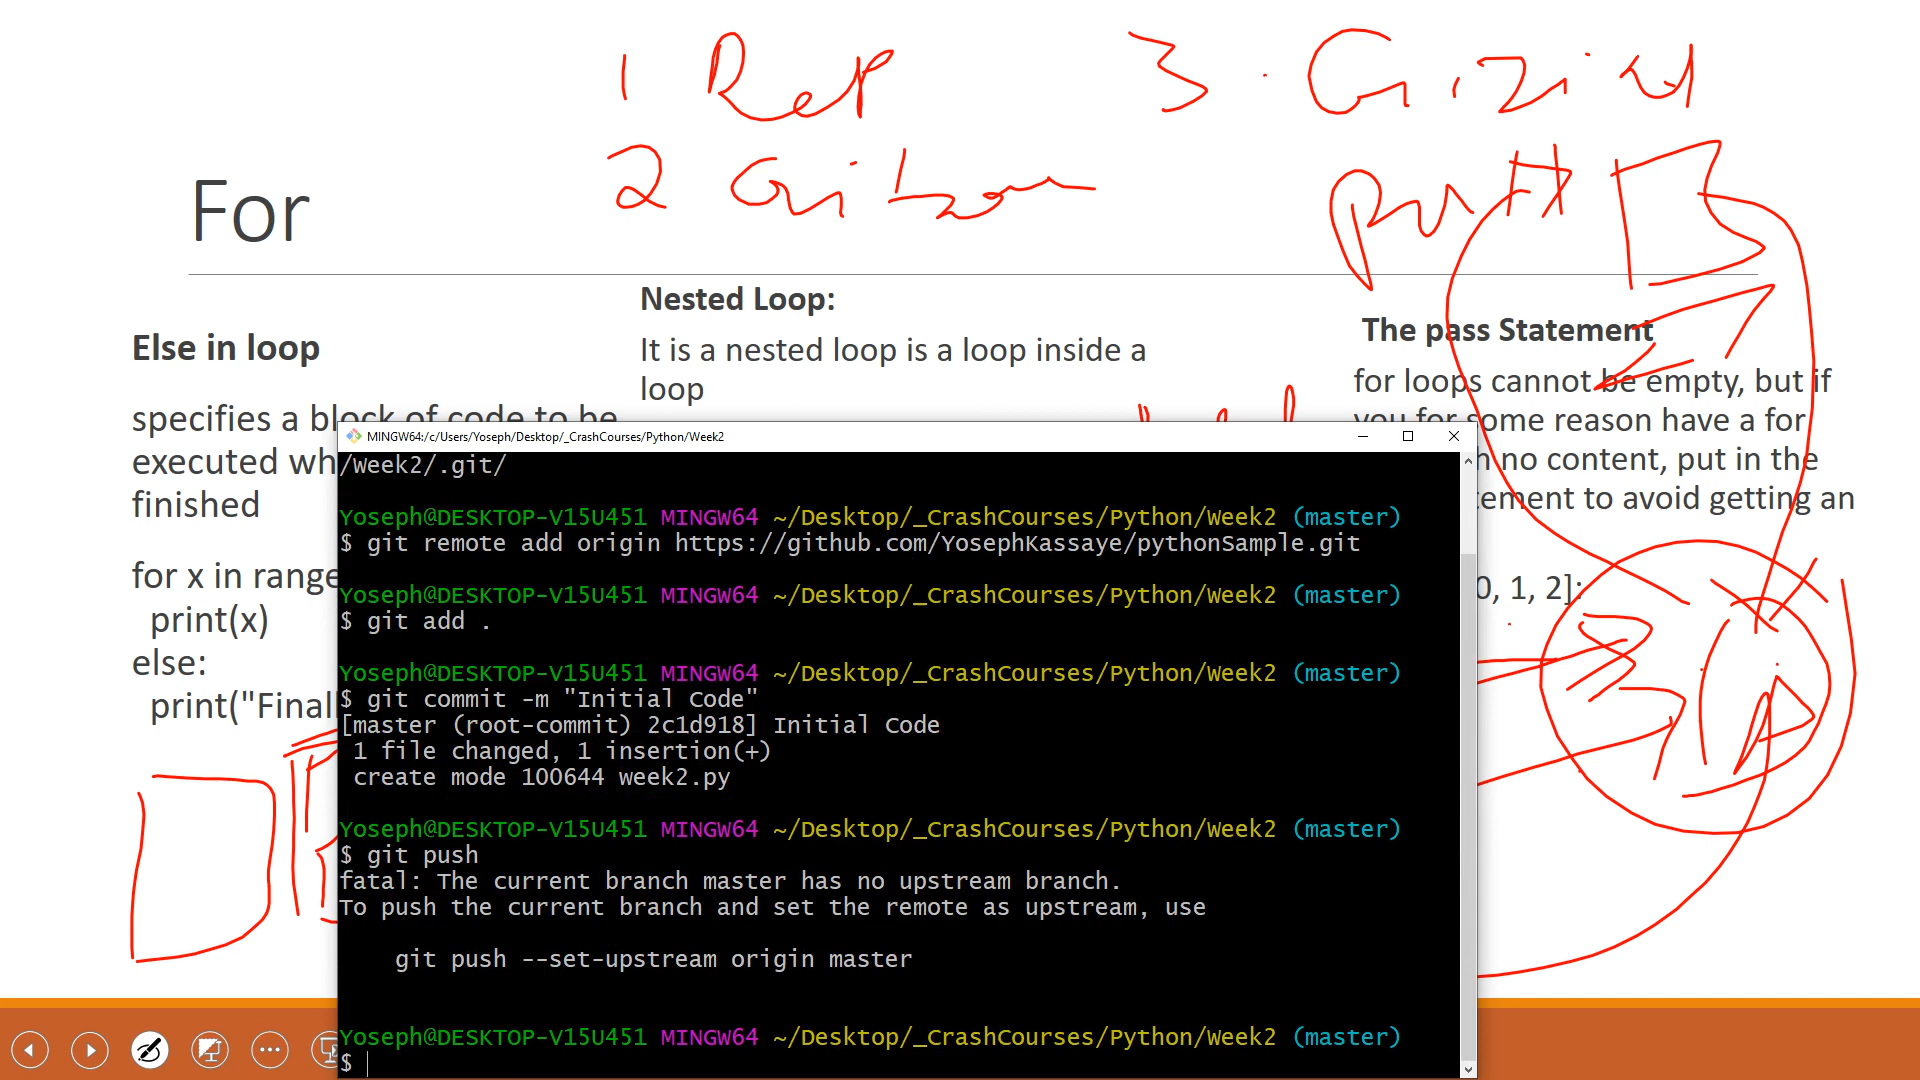 1 Rep
3.
2
For
Else in loop
specifies a block of code to be
executed wh
finished
for x in range
print(x)
else:
print("Final
Nested Loop:
It is a nested loop is a loop inside a
loop
The pass Statement
for loops cannot be empty, but if
you for some reason have a for
h no content, put in the
tement to avoid getting an
0, 1, 2]:
MINGW64:/c/Users/Yoseph/Desktop/_CrashCourses/Python/Week2
/Week2/.git/
Yoseph@DESKTOP-V15U451 MINGW64 ~/Desktop/_CrashCourses/Python/Week2 (master)
$ git remote add origin https://github.com/YosephKassaye/pythonSample.git
Yoseph@DESKTOP-V15U451 MINGW64 ~/Desktop/_CrashCourses/Python/Week2 (master)
$ git add .
Yoseph@DESKTOP-V15U451 MINGW64 ~/Desktop/_CrashCourses/Python/Week2 (master)
$ git commit -m "Initial Code"
[master (root-commit) 2c1d918] Initial Code
1 file changed, 1 insertion(+)
create mode 100644 week2.py
Yoseph@DESKTOP-V15U451 MINGW64 ~/Desktop/_CrashCourses/Python/Week2 (master)
$ git push
fatal: The current branch master has no upstream branch.
To push the current branch and set the remote as upstream, use
git push --set-upstream origin master
Yoseph@DESKTOP-V15U451 MINGW64 ~/Desktop/_CrashCourses/Python/Week2 (master)
$